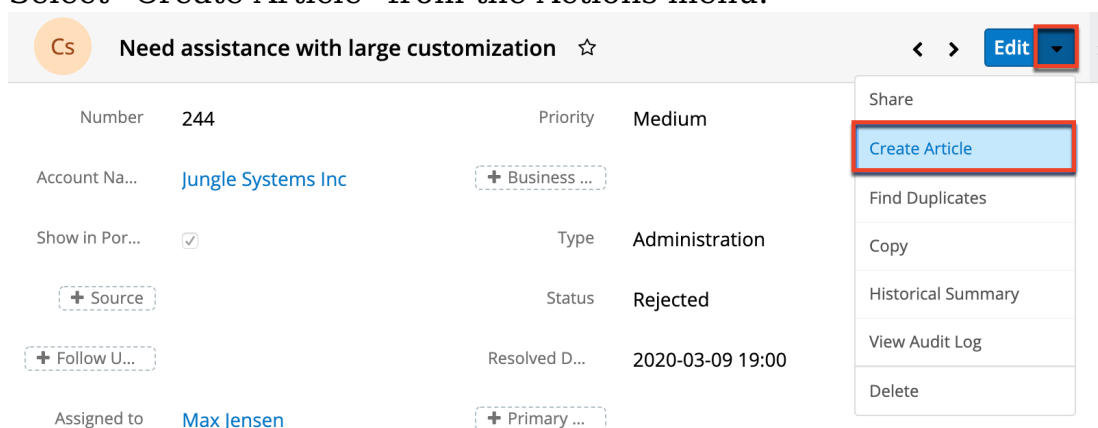 Select "Create Article" from the Actions menu.
Cs Need assistance with large customization Edit
Share
Number 244 Priority Medium
Create Article
Account Na... Jungle Systems Inc + Business ...
Find Duplicates
Show in Por... Type Administration
Copy
+ Source Status Rejected
Historical Summary
View Audit Log
+ Follow U... Resolved D... 2020-03-09 19:00
Delete
Assigned to Max Jensen + Primary ...